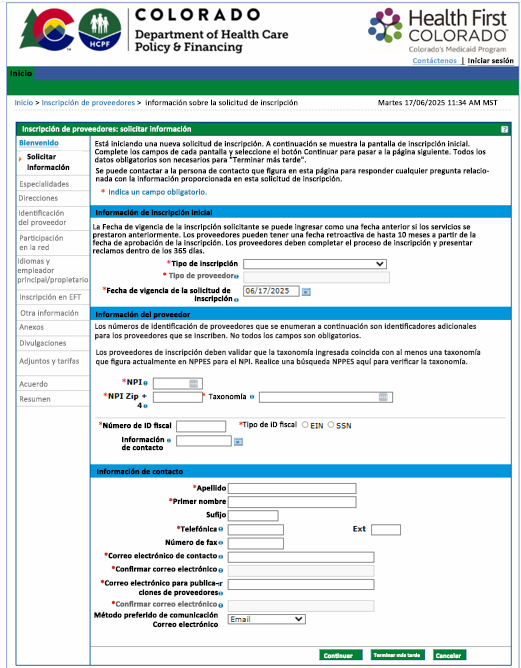 COLORADO
Department of Health Care
Policy & Financing
HCPF
Health First
COLORADO
Colorado's Medicaid Program
Contáctenos | Iniciar sesión
Inicio
Inicio > Inscripción de proveedores > información sobre la solicitud de inscripción
Martes 17/06/2025 11:34 AM MST
Inscripción de proveedores: solicitar información
?
Bienvenido
Solicitar
información
Especialidades
Direcciones
Identificación
del proveedor
Participación
en la red
Idiomas y
empleador
principal/propietario
Inscripción en EFT
Otra información
Anexos
Divulgaciones
Adjuntos y tarifas
Acuerdo
Resumen
Está iniciando una nueva solicitud de inscripción. A continuación se muestra la pantalla de inscripción inicial.
Complete los campos de cada pantalla y seleccione el botón Continuar para pasar a la página siguiente. Todos los
datos obligatorios son necesarios para "Terminar más tarde".
Se puede contactar a la persona de contacto que figura en esta página para responder cualquier pregunta relacio-
nada con la información proporcionada en esta solicitud de inscripción.
* Indica un campo obligatorio.
Información de inscripción inicial
La Fecha de vigencia de la inscripción solicitante se puede ingresar como una fecha anterior si los servicios se
prestaron anteriormente. Los proveedores pueden tener una fecha retroactiva de hasta 10 meses a partir de la
fecha de aprobación de la inscripción. Los proveedores deben completar el proceso de inscripción y presentar
reclamos dentro de los 365 días.
*Tipo de inscripción
* Tipo de proveedor
*Fecha de vigencia de la solicitud de
inscripción
06/17/2025
Información del proveedor
Los números de identificación de proveedores que se enumeran a continuación son identificadores adicionales
para los proveedores que se inscriben. No todos los campos son obligatorios.
Los proveedores de inscripción deben validar que la taxonomía ingresada coincida con al menos una taxonomía
que figura actualmente en NPPES para el NPI. Realice una búsqueda NPPES aquí para verificar la taxonomía.
*NPI
*NPI Zip +
4
* Taxonomía
*Número de ID fiscal
*Tipo de ID fiscal EIN SSN
Información
de contacto
Información de contacto
*Apellido
*Primer nombre
Sufijo
*Telefónica
Ext
Número de fax
*Correo electrónico de contacto
*Confirmar correo electrónico
*Correo electrónico para publica-
ciones de proveedores
*Confirmar correo electrónico
Método preferido de comunicación
Correo electrónico
Email
Continuar
Terminar más tarde
Cancelar